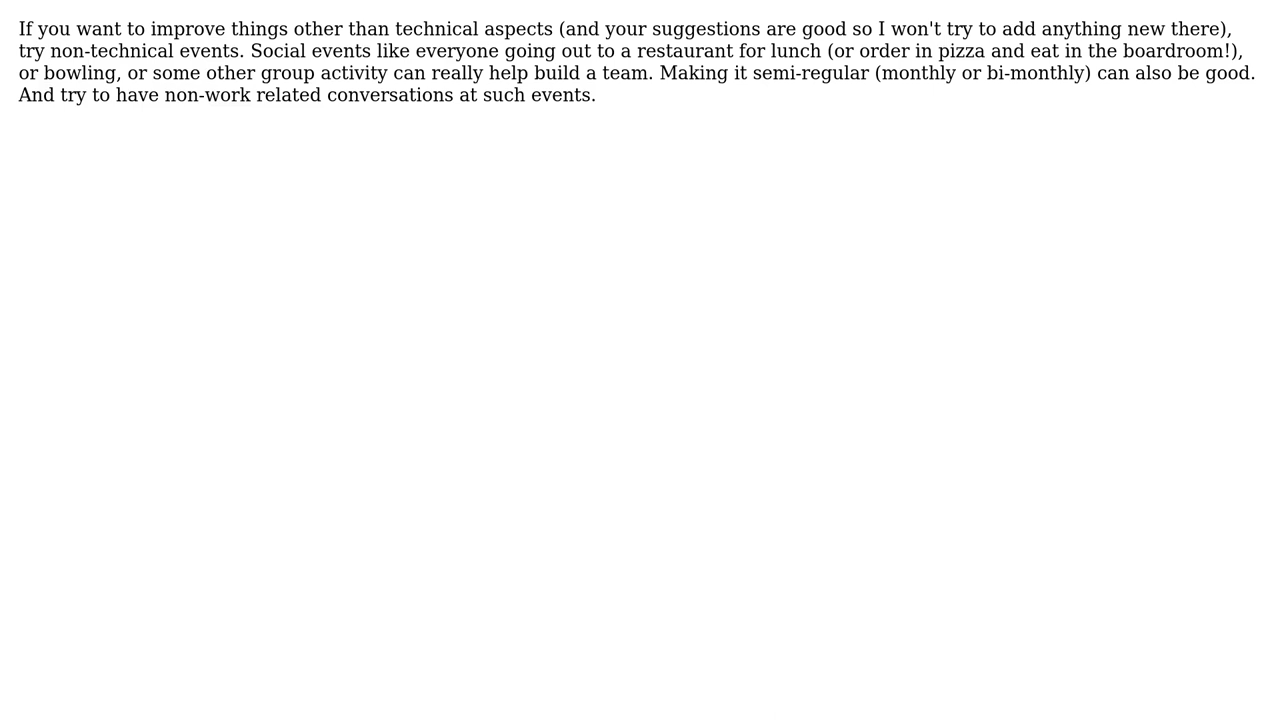 If you want to improve things other than technical aspects (and your suggestions are good so I won't try to add anything new there),
try non-technical events. Social events like everyone going out to a restaurant for lunch (or order in pizza and eat in the boardroom!),
or bowling, or some other group activity can really help build a team. Making it semi-regular (monthly or bi-monthly) can also be good.
And try to have non-work related conversations at such events.